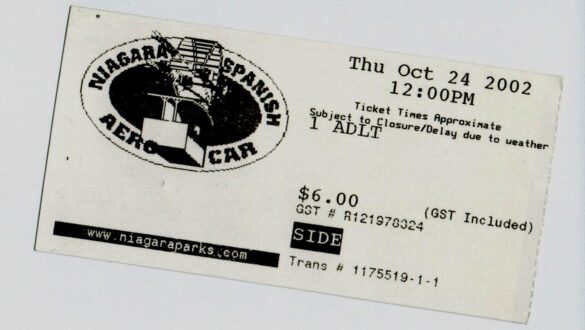 NIAGARA SPANISH
AERO CAR
Thu Oct 24 2002
12:00PM
Ticket Times Approximate
Subject to Closure/Delay due to weather
1 ADLT
$6.00 (GST Included)
GST # R121978324
SIDE
Trans # 1175519-1-1
www.niagaraparks.com